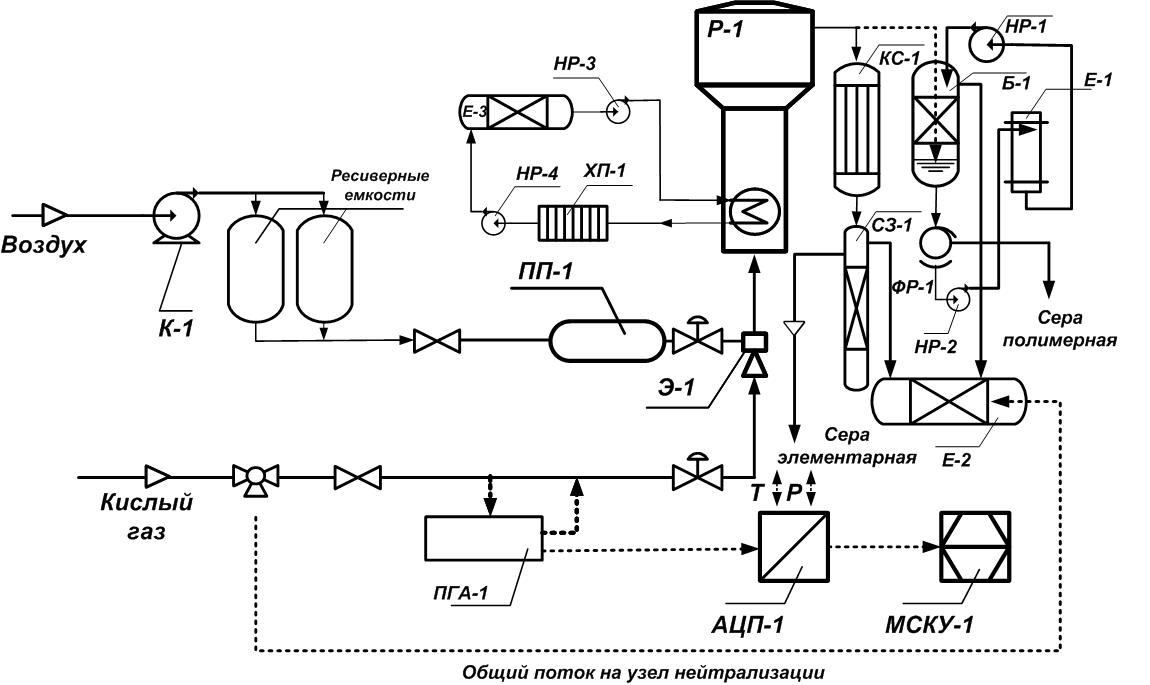 Р-1
НР-1
КС-1
Б-1
Е-1
НР-3
Е-3
НР-4
ХП-1
Ресиверные
емкости
Воздух
К-1
СЗ-1
ПП-1
ФР-1
НР-2
Сера
полимерная
Э-1
Сера
элементарная
Е-2
Кислый
газ
Т
Р
ПГА-1
АЦП-1
МСКУ-1
Общий поток на узел нейтрализации